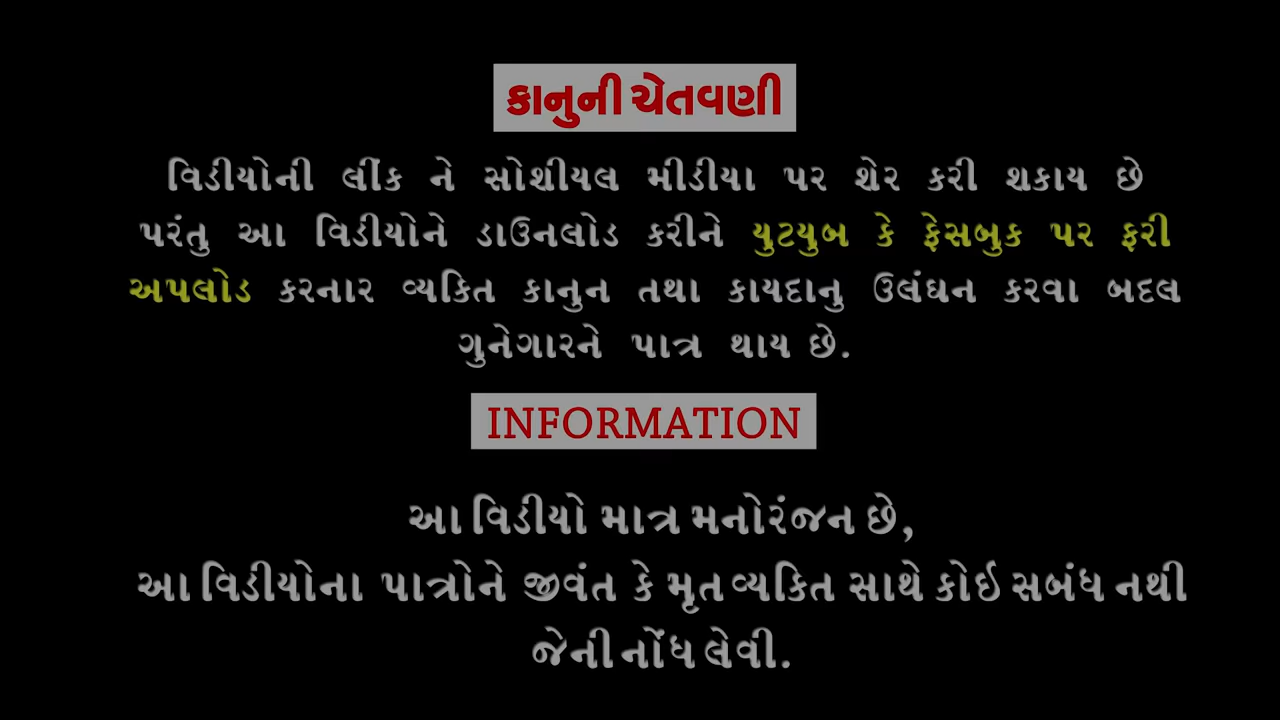 કાનુની ચેતવણી
વિડીયોની લીંક ને સોશીયલ મીડીયા પર શેર કરી શકાય છે
પરંતુ આ વિડીયોને ડાઉનલોડ કરીને યુટયુબ કે ફેસબુક પર ફરી
અપલોડ કરનાર વ્યકિત કાનુન તથા કાયદાનુ ઉલંઘન કરવા બદલ
ગુનેગારને પાત્ર થાય છે.
INFORMATION
આ વિડીયો માત્ર મનોરંજન છે,
આ વિડીયોના પાત્રોને જીવંત કે મૃત વ્યકિત સાથે કોઇ સબંધ નથી
જેની નોંધ લેવી.